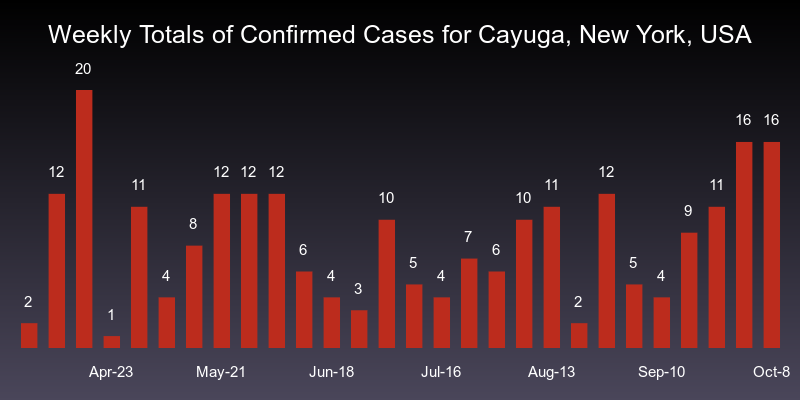 Weekly Totals of Confirmed Cases for Cayuga, New York, USA
2 12 20 1 11 4 8 12 12 12 6 4 3 10 5 4 7 6 10 11 2 12 5 4 9 11 16 16
Apr-23 May-21 Jun-18 Jul-16 Aug-13 Sep-10 Oct-8